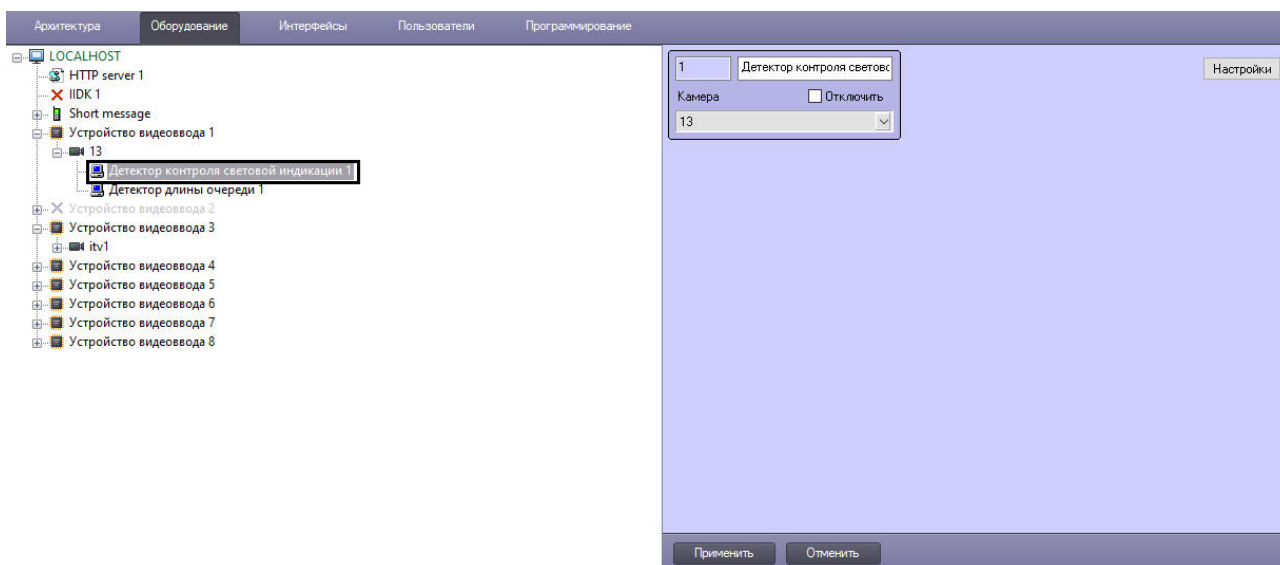 Архитектура Оборудование Интерфейсы Пользователи Программирование
LOCALHOST
HTTP server 1
IIDK 1
Short message
Устройство видеоввода 1
13
Детектор контроля световой индикации 1
Детектор длины очереди 1
Устройство видеоввода 2
Устройство видеоввода 3
itv1
Устройство видеоввода 4
Устройство видеоввода 5
Устройство видеоввода 6
Устройство видеоввода 7
Устройство видеоввода 8
1 Детектор контроля светово
Настройки
Камера Отключить
13
Применить Отменить